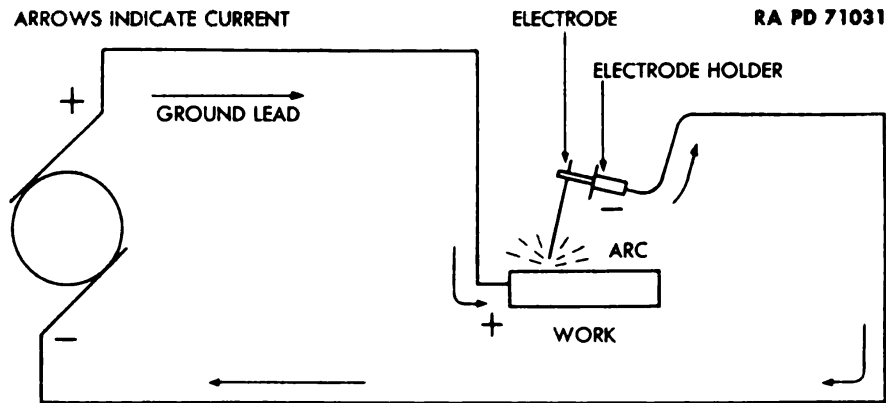 ARROWS INDICATE CURRENT
ELECTRODE
RA PD 71031
ELECTRODE HOLDER
+
GROUND LEAD
−
ARC
+
WORK
−